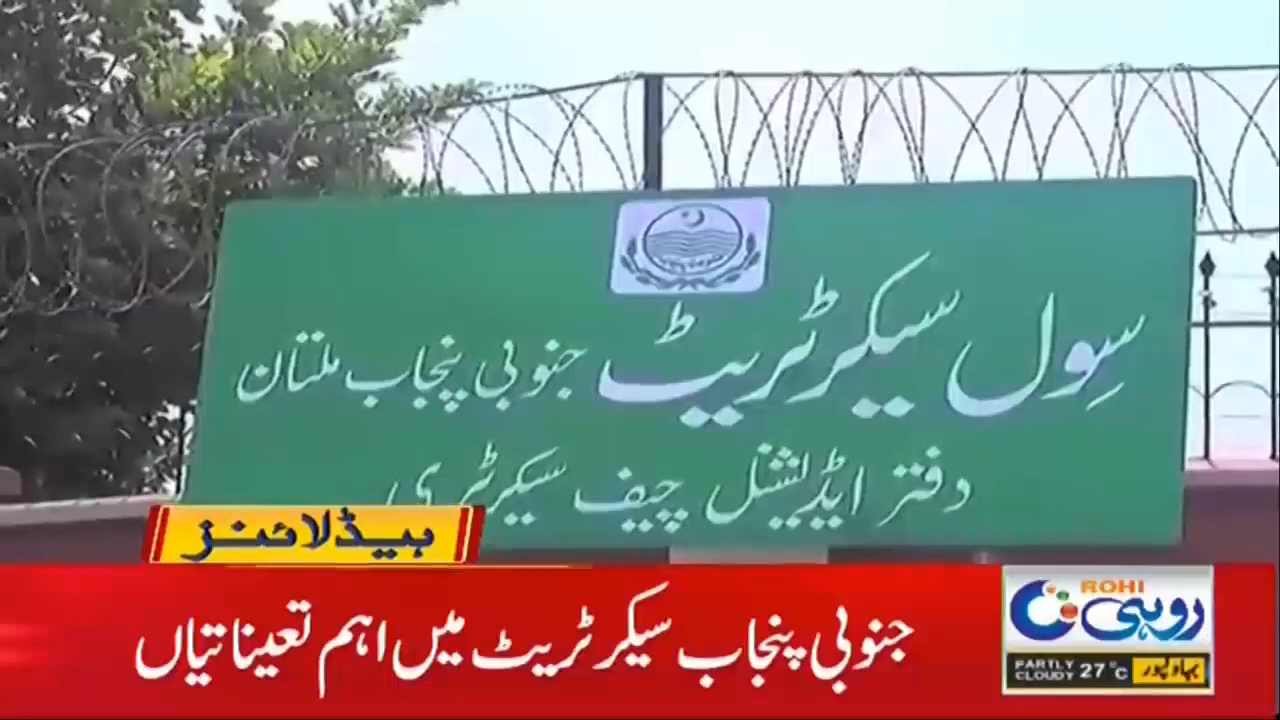 سِول سیکرٹریٹ جنوبی پنجاب ملتان
دفتر ایڈیشنل چیف سیکرٹری
ہیڈلائنز
جنوبی پنجاب سیکرٹریٹ میں اہم تعیناتیاں
ROHI
روہی
PARTLY CLOUDY 27°C بہاولپور